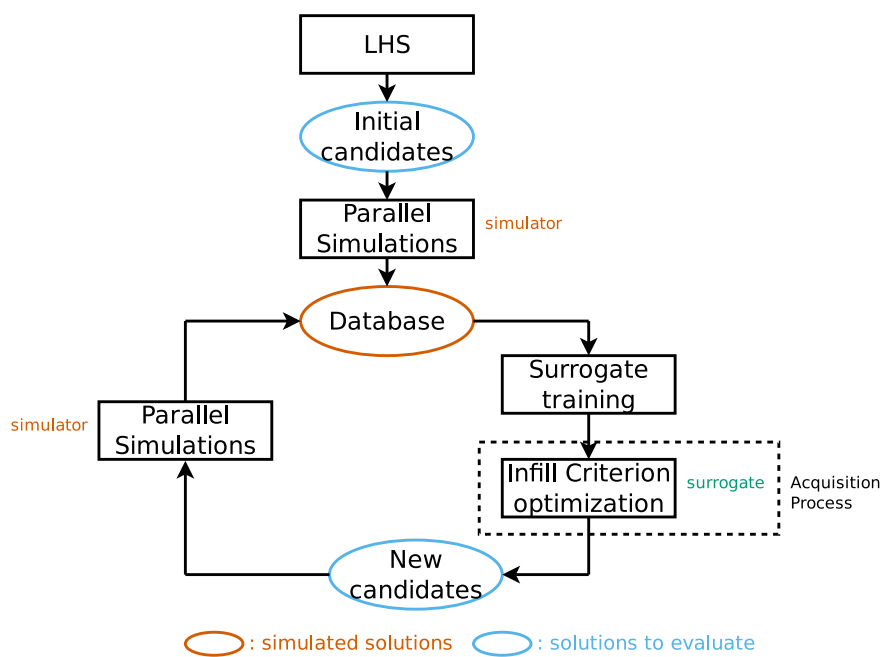 LHS
Initial
candidates
Parallel
Simulations
simulator
Database
Surrogate
training
simulator
Parallel
Simulations
Infill Criterion
optimization
surrogate
Acquisition
Process
New
candidates
: simulated solutions
: solutions to evaluate